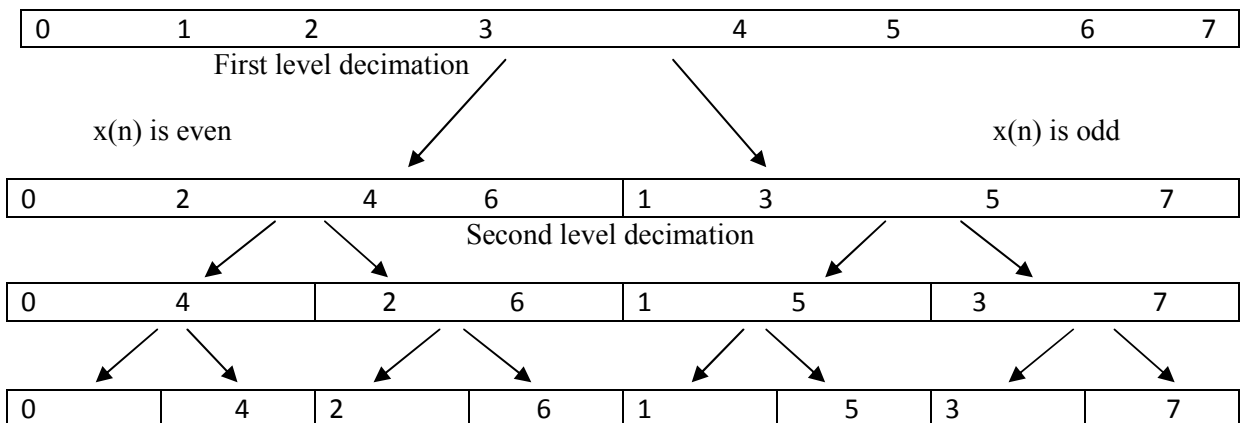 0 1 2 3 4 5 6 7
First level decimation
x(n) is even x(n) is odd
0 2 4 6 1 3 5 7
Second level decimation
0 4 2 6 1 5 3 7
0 4 2 6 1 5 3 7